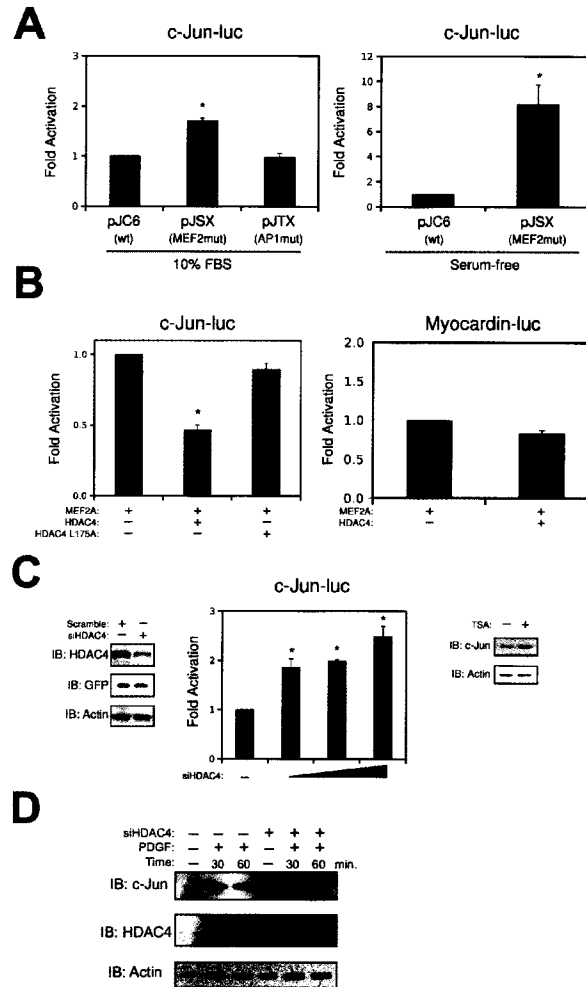 A
c-Jun-luc
Fold Activation
3
2
1
0
pJC6 (wt)
pJSX (MEF2mut)
pJTX (AP1mut)
10% FBS
c-Jun-luc
Fold Activation
12
10
8
6
4
2
0
*
*
pJC6 (wt)
pJSX (MEF2mut)
Serum-free
B
c-Jun-luc
Fold Activation
1.0
0.5
0.0
*
MEF2A: + + +
HDAC4: − + −
HDAC4 L175A: − − +
Myocardin-luc
Fold Activation
2.0
1.5
1.0
0.5
0.0
MEF2A: + +
HDAC4: − +
C
Scramble: + −
siHDAC4: − +
IB: HDAC4
IB: GFP
IB: Actin
c-Jun-luc
Fold Activation
3
2
1
0
* * *
siHDAC4: −
TSA: − +
IB: c-Jun
IB: Actin
D
siHDAC4: − − − + + +
PDGF: − + + − + +
Time: − 30 60 − 30 60 min.
IB: c-Jun
IB: HDAC4
IB: Actin